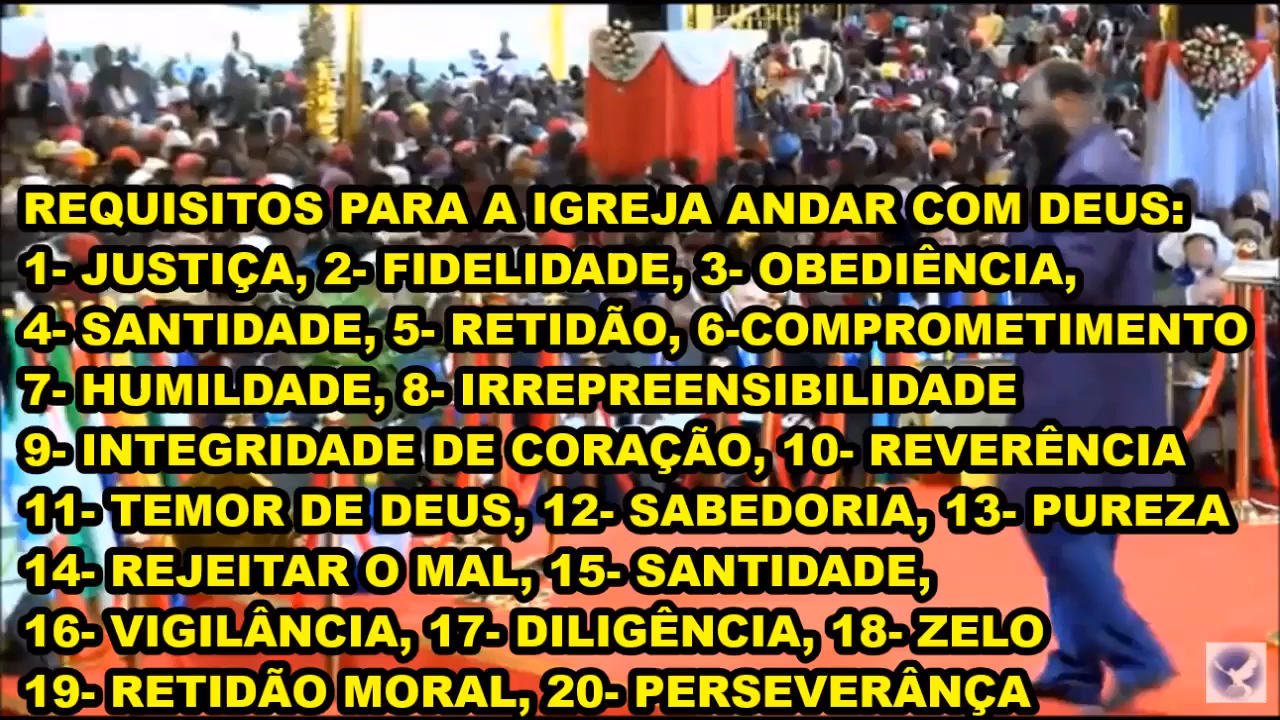 REQUISITOS PARA A IGREJA ANDAR COM DEUS:
1- JUSTIÇA, 2- FIDELIDADE, 3- OBEDIÊNCIA,
4- SANTIDADE, 5- RETIDÃO, 6-COMPROMETIMENTO
7- HUMILDADE, 8- IRREPREENSIBILIDADE
9- INTEGRIDADE DE CORAÇÃO, 10- REVERÊNCIA
11- TEMOR DE DEUS, 12- SABEDORIA, 13- PUREZA
14- REJEITAR O MAL, 15- SANTIDADE,
16- VIGILÂNCIA, 17- DILIGÊNCIA, 18- ZELO
19- RETIDÃO MORAL, 20- PERSEVERÂNÇA